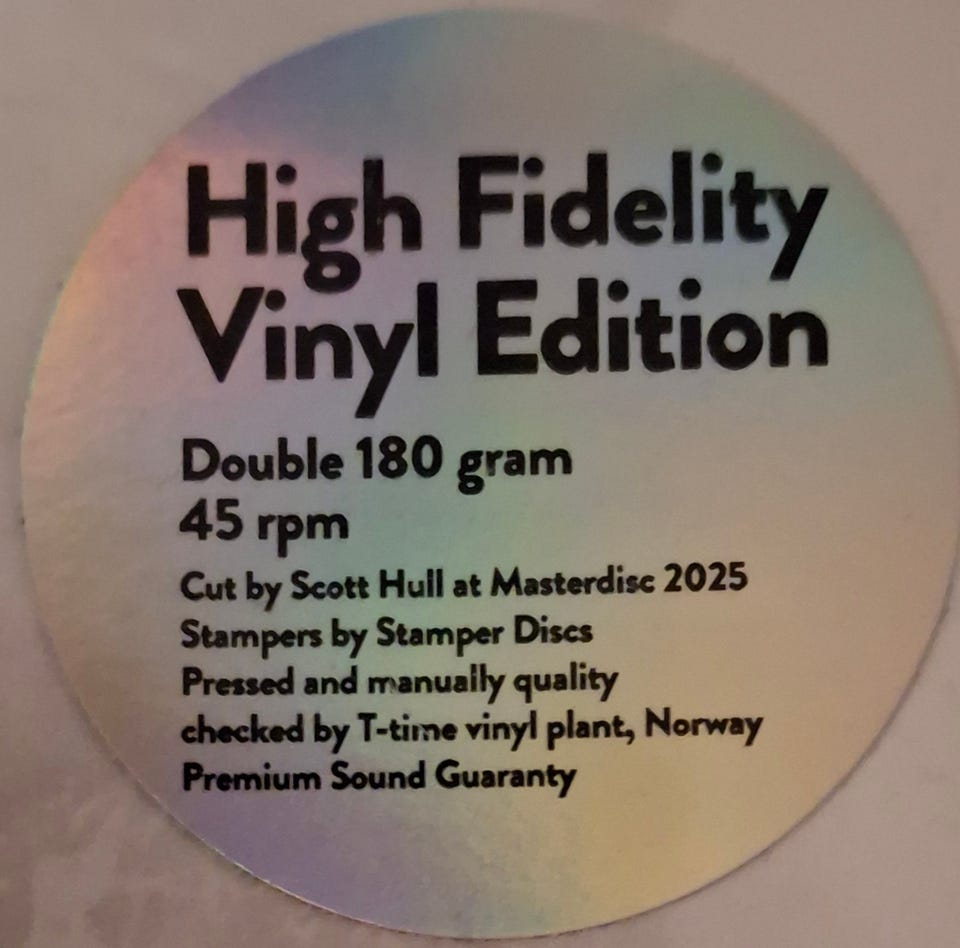 High Fidelity
Vinyl Edition
Double 180 gram
45 rpm
Cut by Scott Hull at Masterdisc 2025
Stampers by Stamper Discs
Pressed and manually quality
checked by T-time vinyl plant, Norway
Premium Sound Guaranty